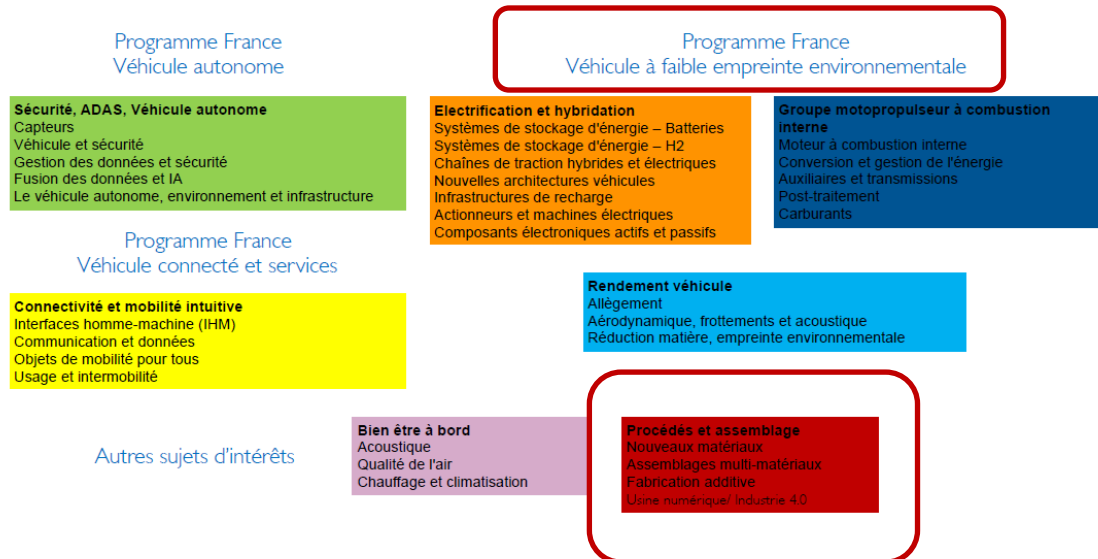 Programme France
Véhicule autonome
Programme France
Véhicule à faible empreinte environnementale
Sécurité, ADAS, Véhicule autonome
Capteurs
Véhicule et sécurité
Gestion des données et sécurité
Fusion des données et IA
Le véhicule autonome, environnement et infrastructure
Electrification et hybridation
Systèmes de stockage d'énergie – Batteries
Systèmes de stockage d'énergie – H2
Chaînes de traction hybrides et électriques
Nouvelles architectures véhicules
Infrastructures de recharge
Actionneurs et machines électriques
Composants électroniques actifs et passifs
Groupe motopropulseur à combustion
interne
Moteur à combustion interne
Conversion et gestion de l'énergie
Auxiliaires et transmissions
Post-traitement
Carburants
Programme France
Véhicule connecté et services
Connectivité et mobilité intuitive
Interfaces homme-machine (IHM)
Communication et données
Objets de mobilité pour tous
Usage et intermobilité
Rendement véhicule
Allègement
Aérodynamique, frottements et acoustique
Réduction matière, empreinte environnementale
Autres sujets d'intérêts
Bien être à bord
Acoustique
Qualité de l'air
Chauffage et climatisation
Procédés et assemblage
Nouveaux matériaux
Assemblages multi-matériaux
Fabrication additive
Usine numérique/ Industrie 4.0